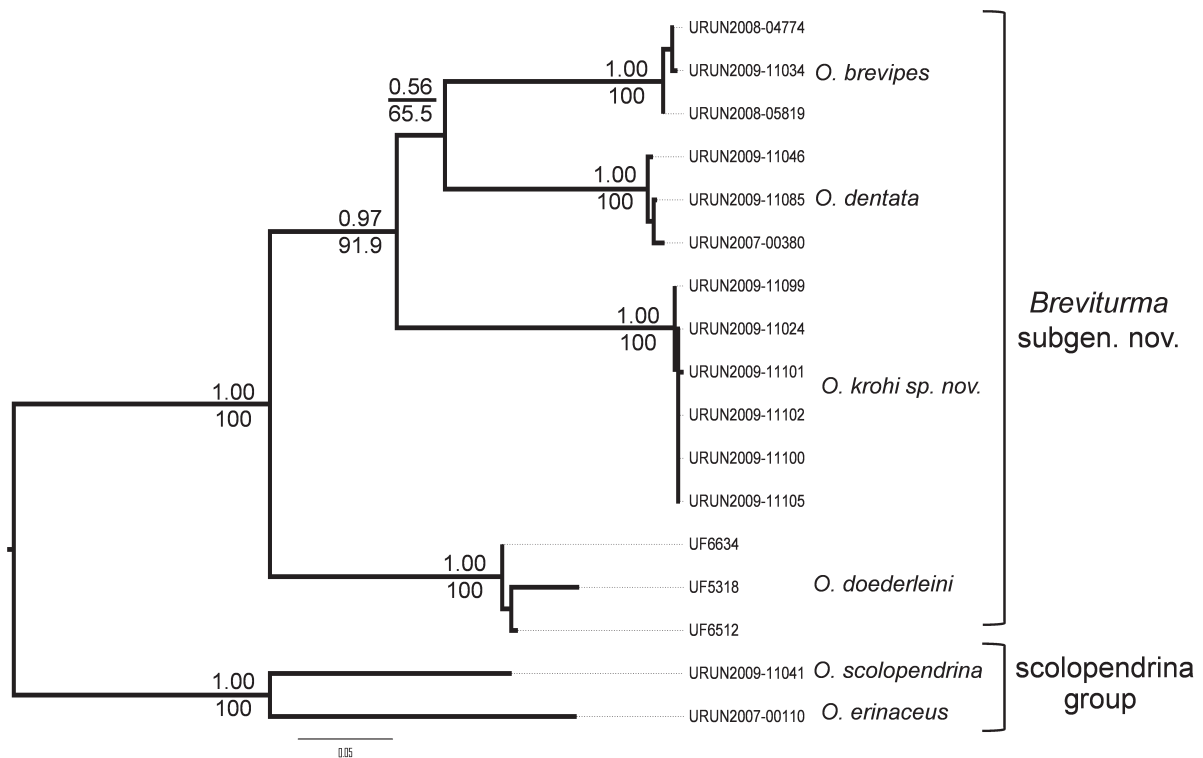 URUN2008-04774
1.00
URUN2009-11034 O. brevipes
0.56
100
65.5
URUN2008-05819
URUN2009-11046
1.00
URUN2009-11085 O. dentata
100
0.97
91.9
URUN2007-00380
URUN2009-11099
Breviturma
subgen. nov.
1.00
URUN2009-11024
100
URUN2009-11101
O. krohi sp. nov.
1.00
100
URUN2009-11102
URUN2009-11100
URUN2009-11105
UF6634
1.00
100
UF5318 O. doederleini
UF6512
URUN2009-11041 O. scolopendrina
scolopendrina
group
1.00
100
URUN2007-00110 O. erinaceus
0.05